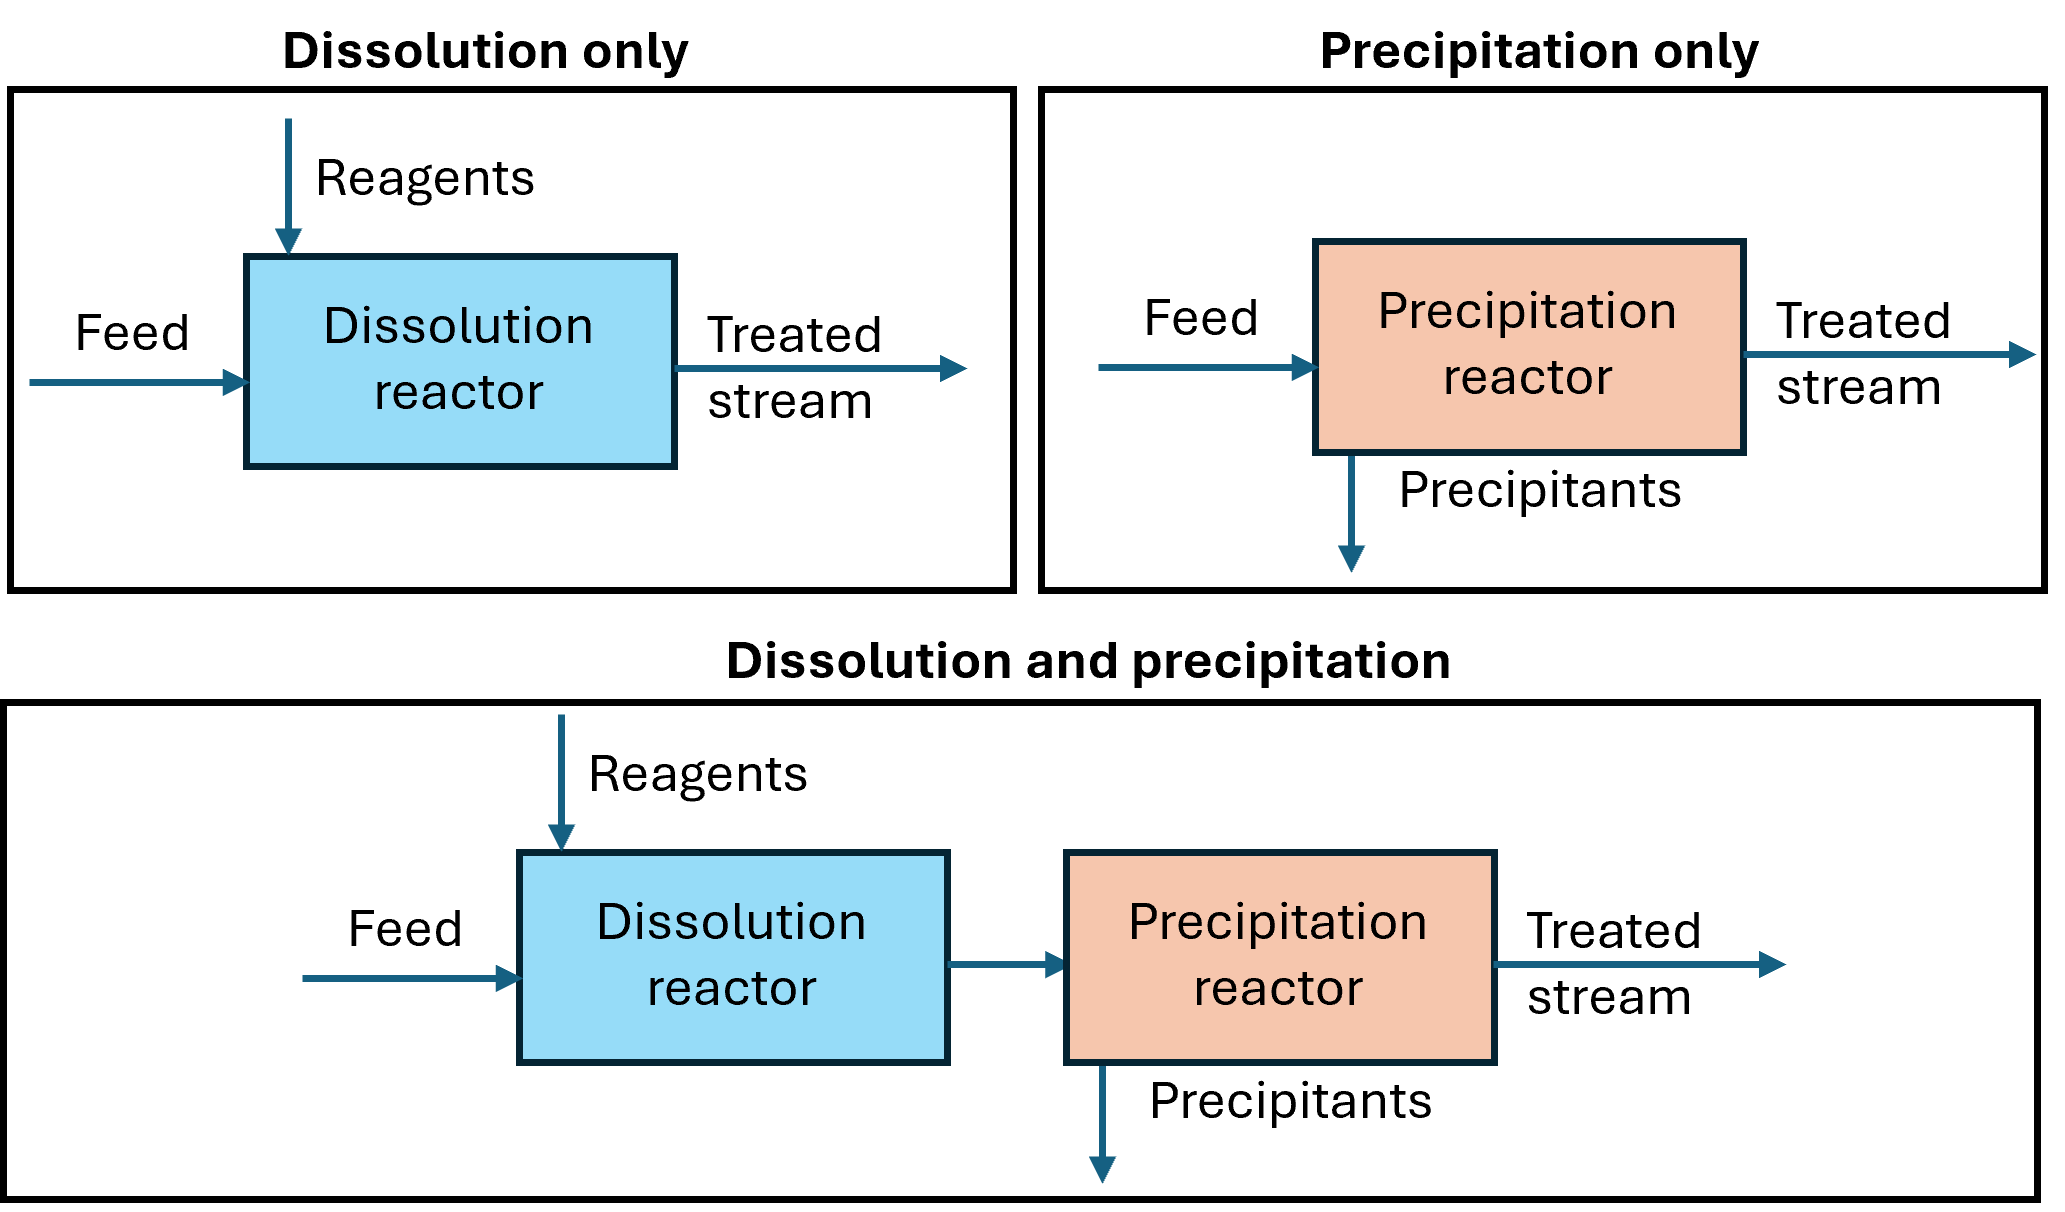 Dissolution only
Reagents
Feed
Dissolution
reactor
Treated
stream
Precipitation only
Feed
Precipitation
reactor
Treated
stream
Precipitants
Dissolution and precipitation
Reagents
Feed
Dissolution
reactor
Precipitation
reactor
Treated
stream
Precipitants